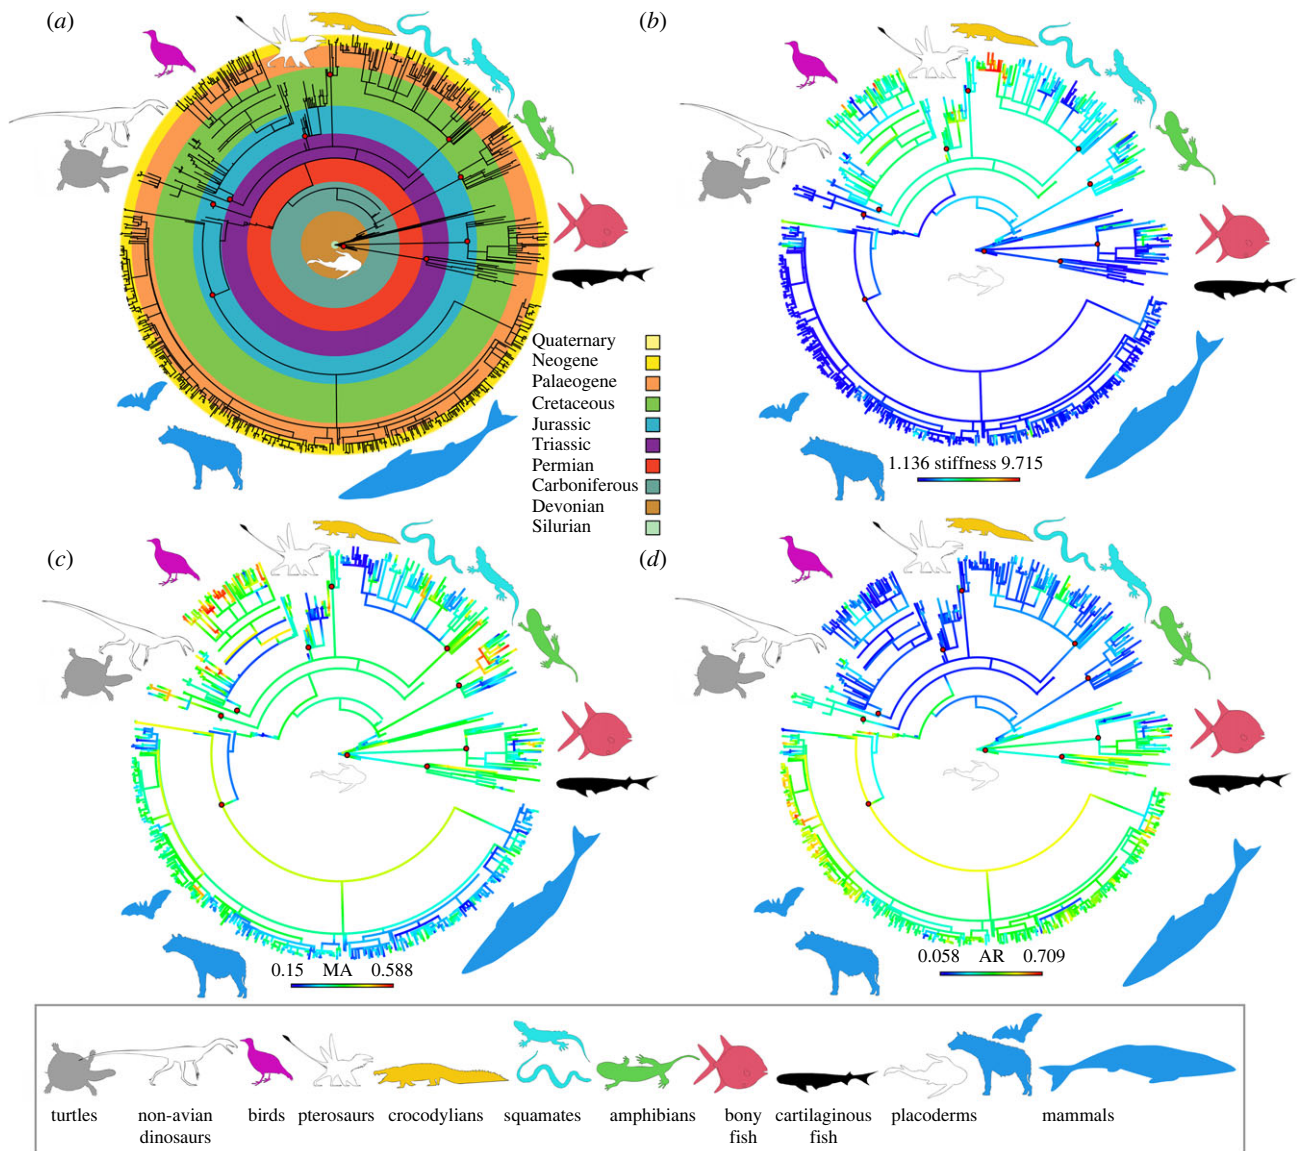 (a)
(b)
Quaternary
Neogene
Palaeogene
Cretaceous
Jurassic
Triassic
Permian
Carboniferous
Devonian
Silurian
1.136 stiffness 9.715
(c)
(d)
0.15 MA 0.588
0.058 AR 0.709
turtles
non-avian
dinosaurs
birds
pterosaurs
crocodylians
squamates
amphibians
bony
fish
cartilaginous
fish
placoderms
mammals